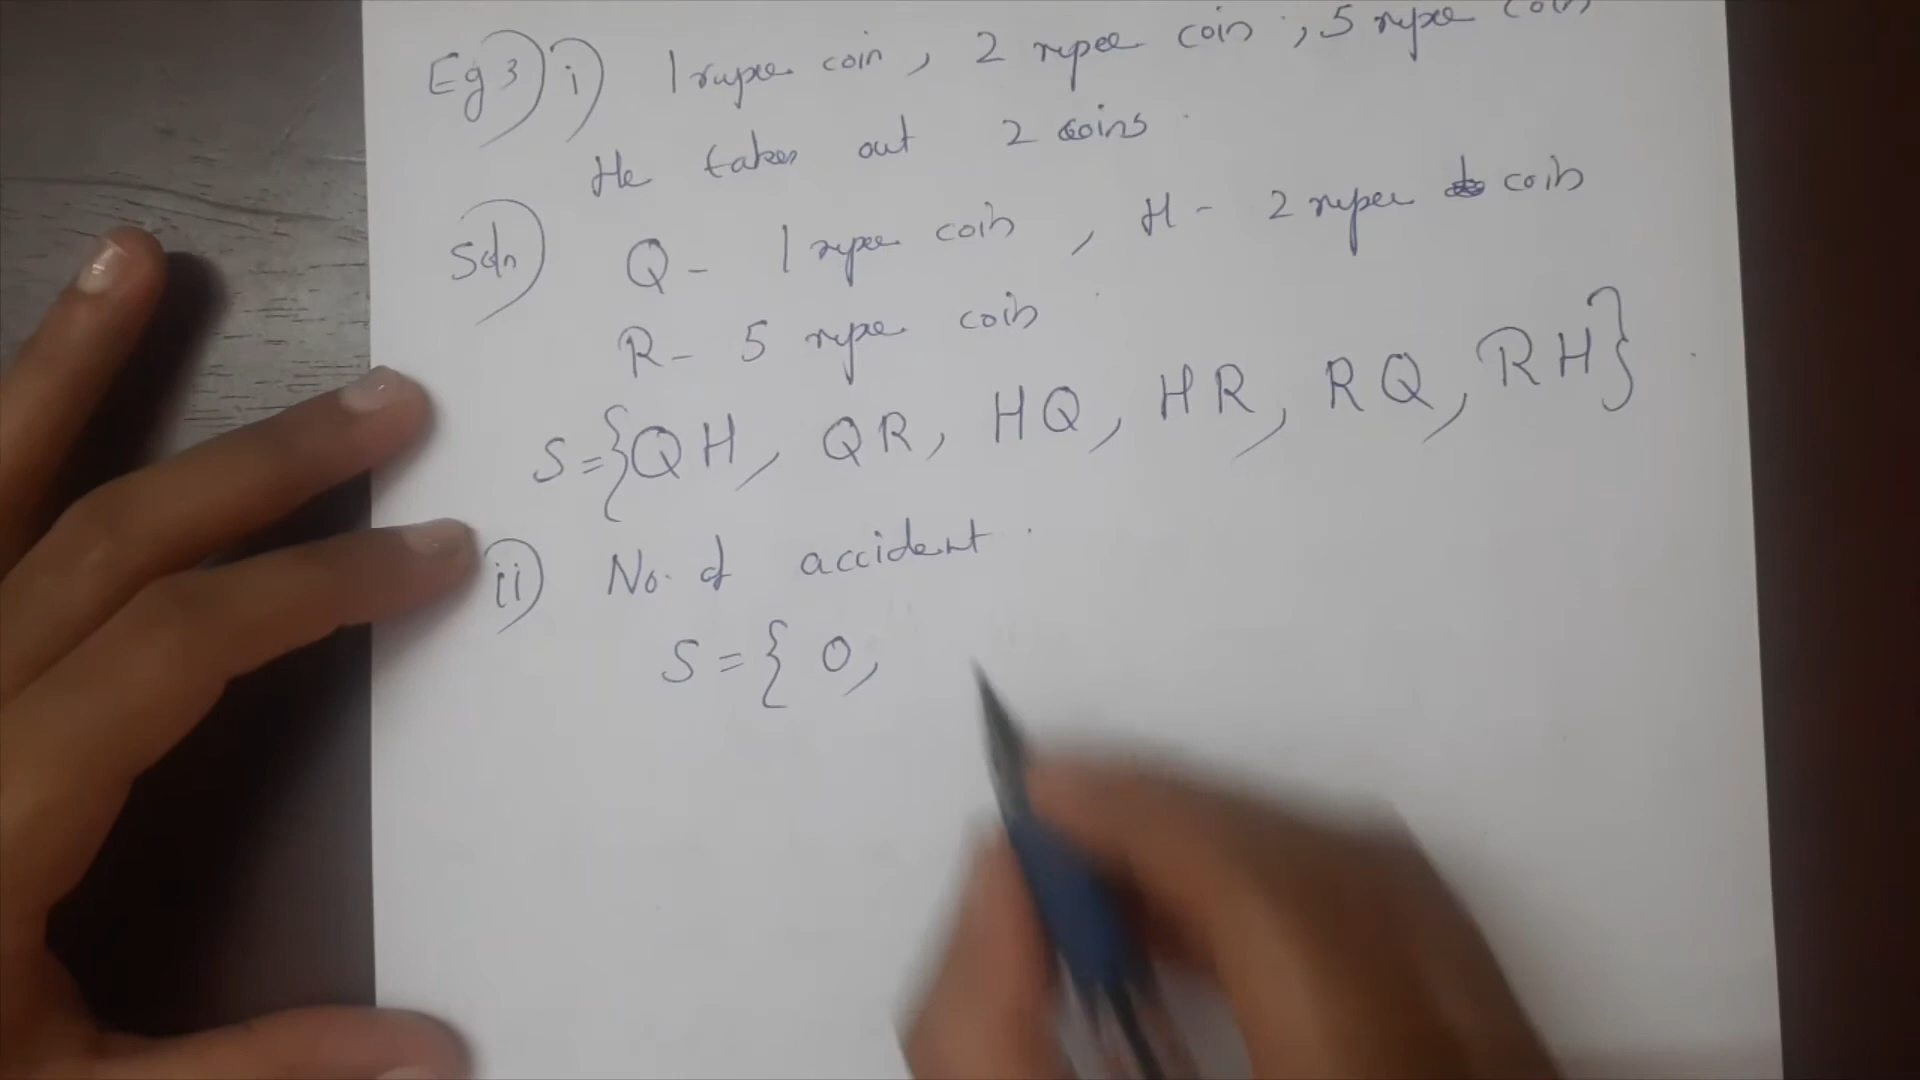 Eg 3) i) 1 rupee coin, 2 rupee coin, 5 rupee coin
He takes out 2 coins.
Soln) Q - 1 rupee coin, H - 2 rupee coin
R - 5 rupee coin
S = {QH, QR, HQ, HR, RQ, RH}
ii) No. of accident.
S = { 0,